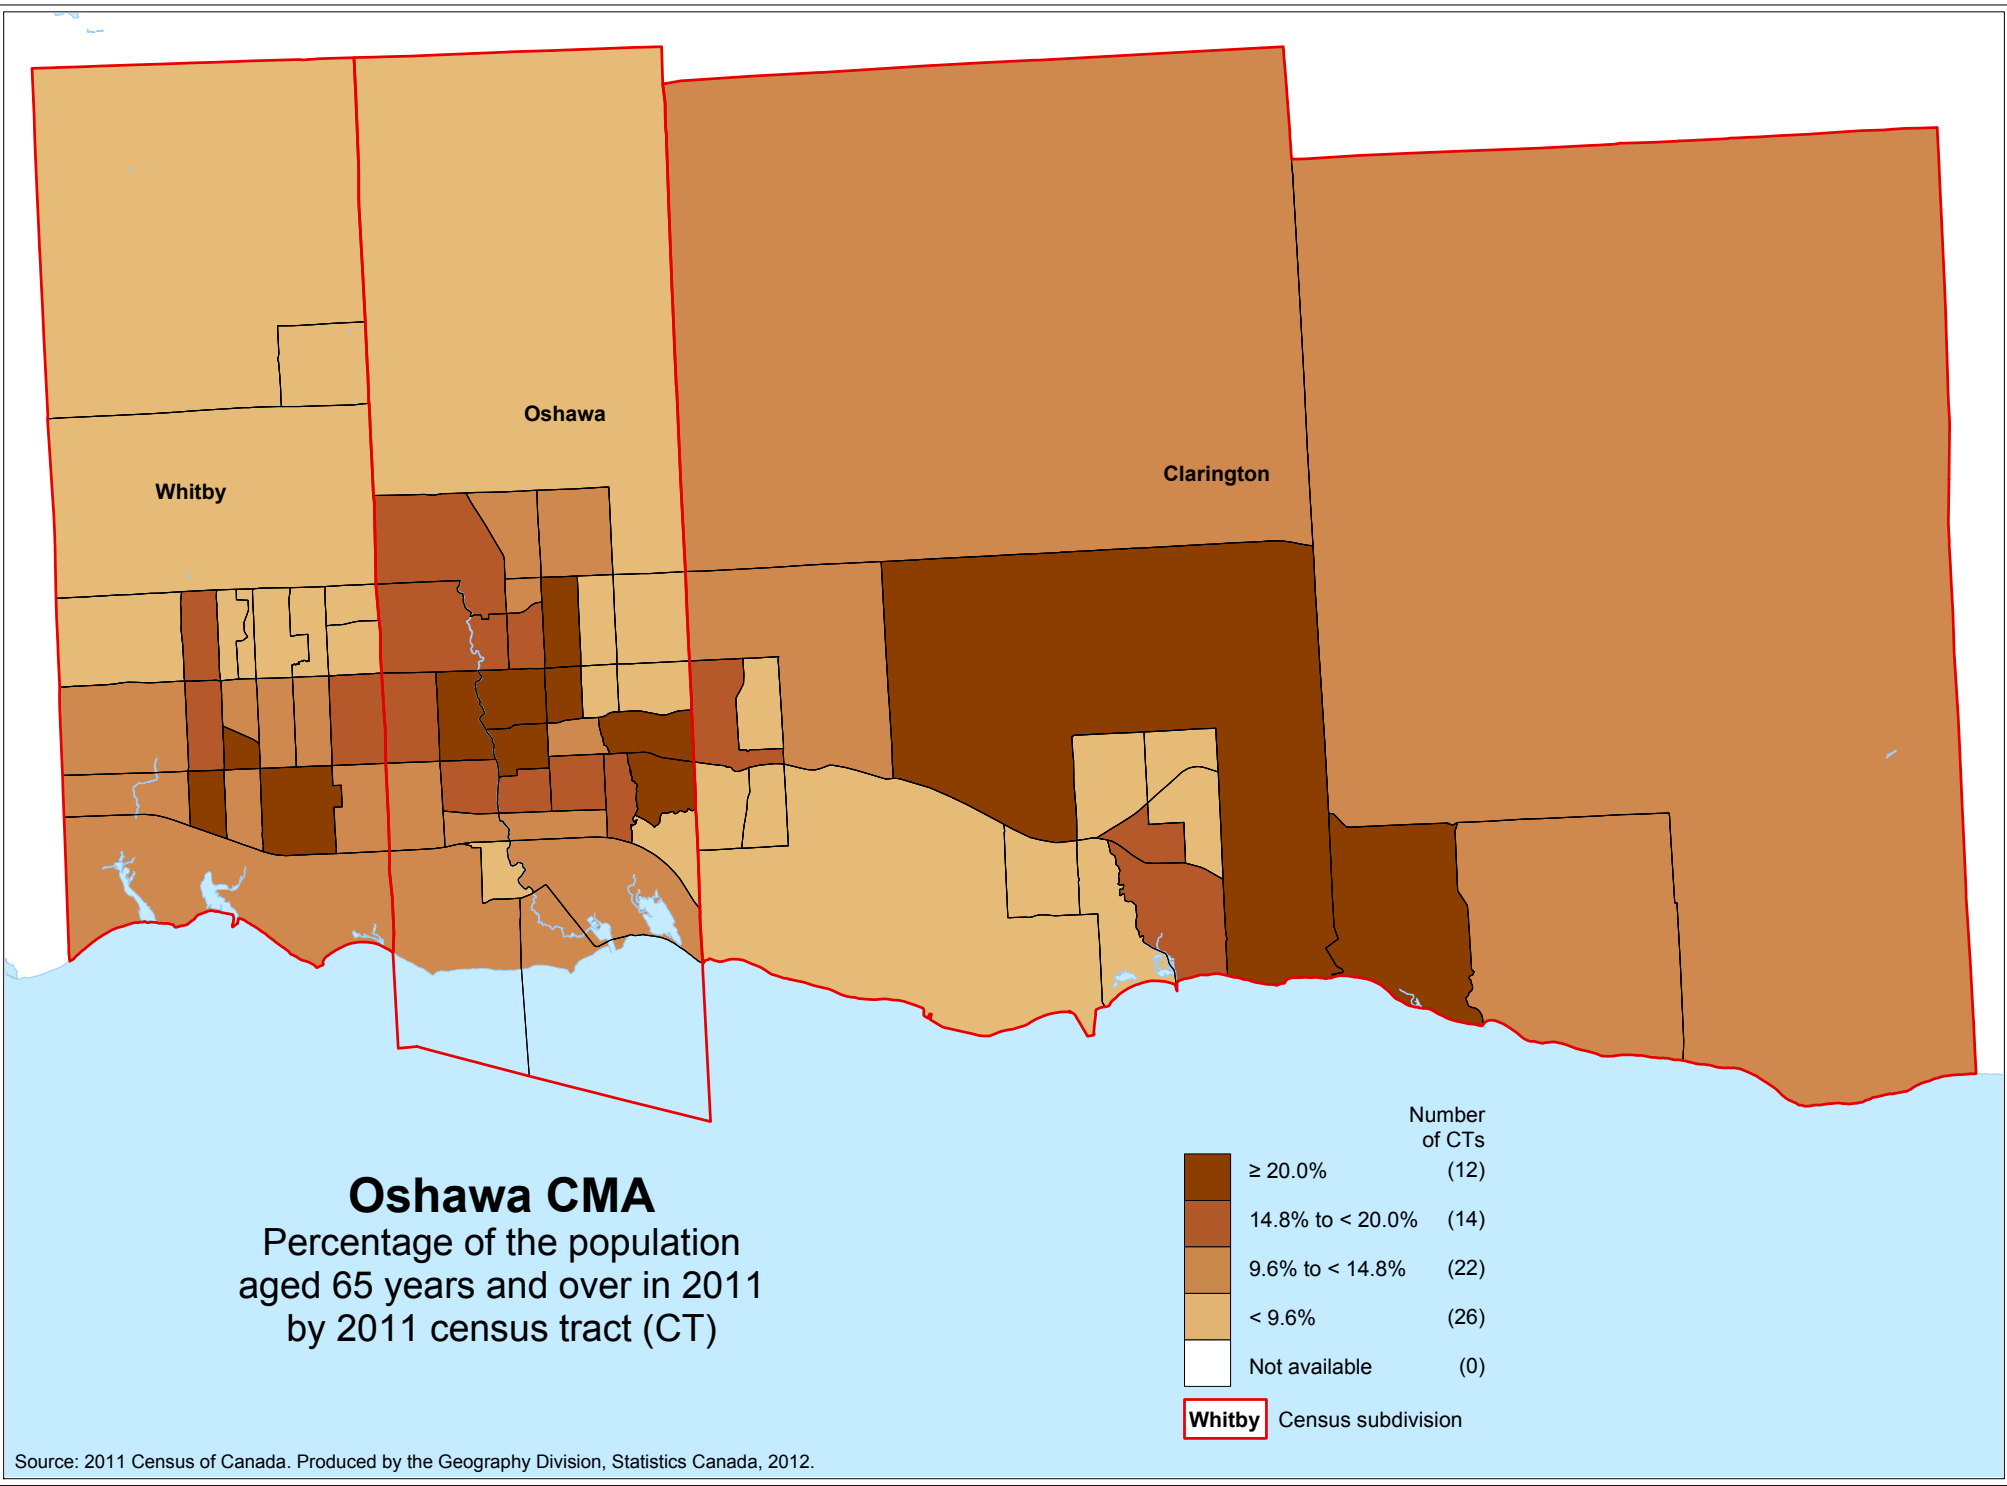 Oshawa
Whitby
Clarington
Oshawa CMA
Percentage of the population
aged 65 years and over in 2011
by 2011 census tract (CT)
Number
of CTs
≥ 20.0% (12)
14.8% to < 20.0% (14)
9.6% to < 14.8% (22)
< 9.6% (26)
Not available (0)
Whitby Census subdivision
Source: 2011 Census of Canada. Produced by the Geography Division, Statistics Canada, 2012.